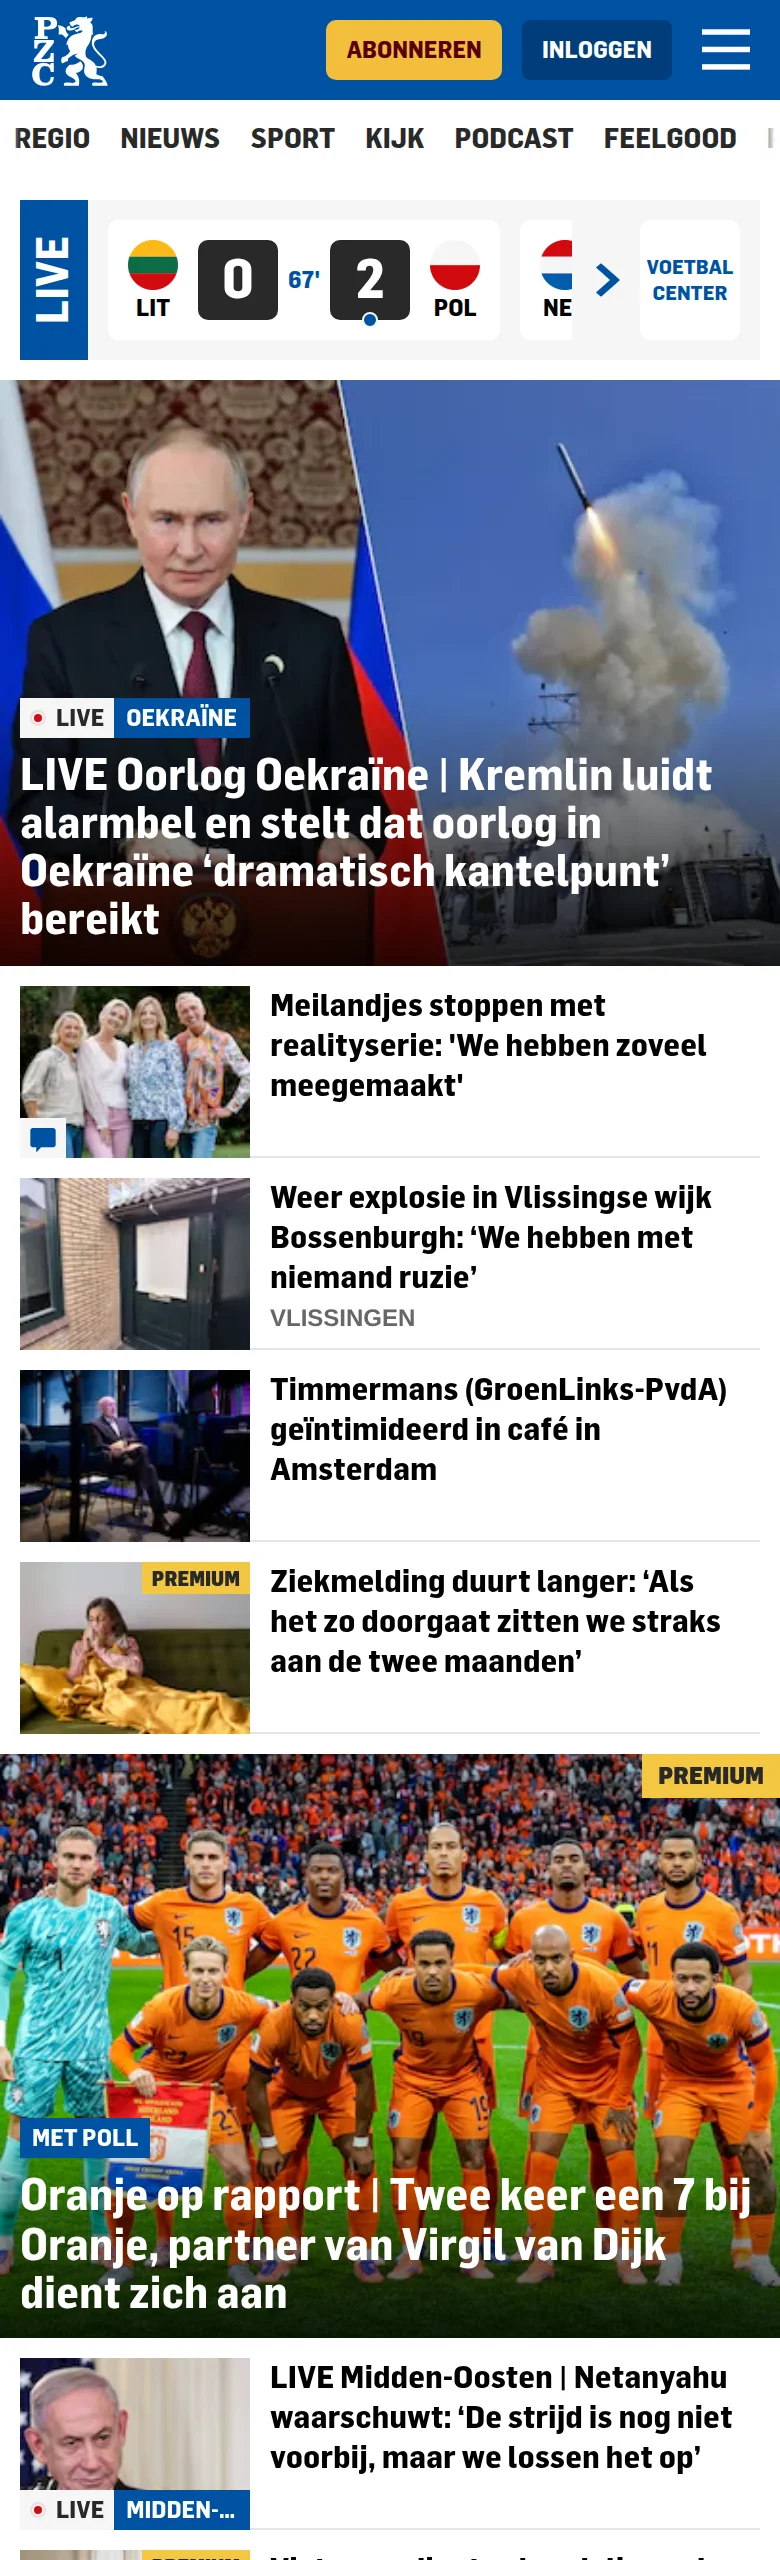 PZC
ABONNEREN
INLOGGEN
REGIO NIEUWS SPORT KIJK PODCAST FEELGOOD
LIVE
LIT
0
67'
2
POL
NE
VOETBAL
CENTER
LIVE OEKRAÏNE
LIVE Oorlog Oekraïne | Kremlin luidt
alarmbel en stelt dat oorlog in
Oekraïne ‘dramatisch kantelpunt’
bereikt
Meilandjes stoppen met
realityserie: 'We hebben zoveel
meegemaakt'
Weer explosie in Vlissingse wijk
Bossenburgh: ‘We hebben met
niemand ruzie’
VLISSINGEN
Timmermans (GroenLinks-PvdA)
geïntimideerd in café in
Amsterdam
PREMIUM
Ziekmelding duurt langer: ‘Als
het zo doorgaat zitten we straks
aan de twee maanden’
PREMIUM
15
22
11
19
MET POLL
Oranje op rapport | Twee keer een 7 bij
Oranje, partner van Virgil van Dijk
dient zich aan
LIVE Midden-Oosten | Netanyahu
waarschuwt: ‘De strijd is nog niet
voorbij, maar we lossen het op’
LIVE MIDDEN-...